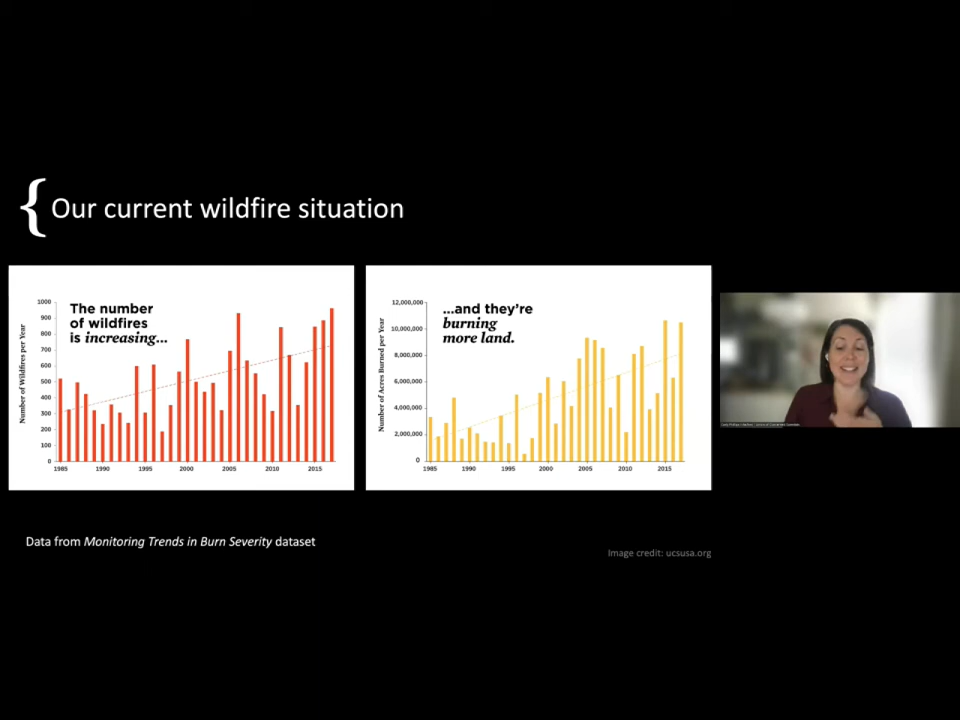 { Our current wildfire situation
The number
of wildfires
is increasing...
Number of Wildfires per Year
1000
900
800
700
600
500
400
300
200
100
0
1985
1990
1995
2000
2005
2010
2015
...and they're
burning
more land.
Number of Acres Burned per Year
12,000,000
10,000,000
8,000,000
6,000,000
4,000,000
2,000,000
0
1985
1990
1995
2000
2005
2010
2015
Data from Monitoring Trends in Burn Severity dataset
Image credit: ucsusa.org